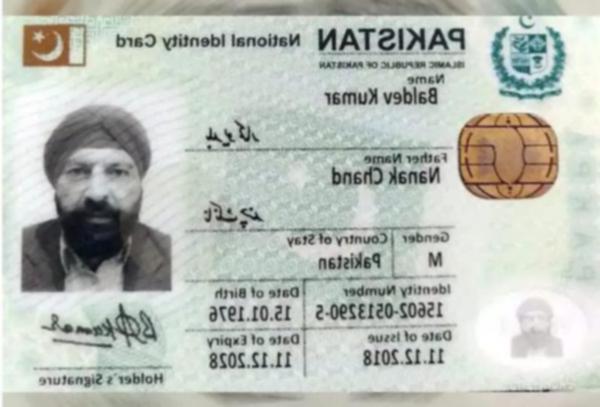 PAKISTAN National Identity Card
ISLAMIC REPUBLIC OF PAKISTAN
Name
Baldev Kumar
Father Name
Nanak Chand
Gender Country of Stay
M Pakistan
Identity Number Date of Birth
15602-0513290-5 15.01.1976
Date of Issue Date of Expiry
11.12.2018 11.12.2028
Holder's Signature